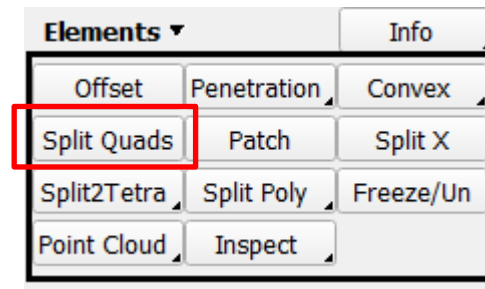 Elements ▼ Info
Offset Penetration Convex
Split Quads Patch Split X
Split2Tetra Split Poly Freeze/Un
Point Cloud Inspect